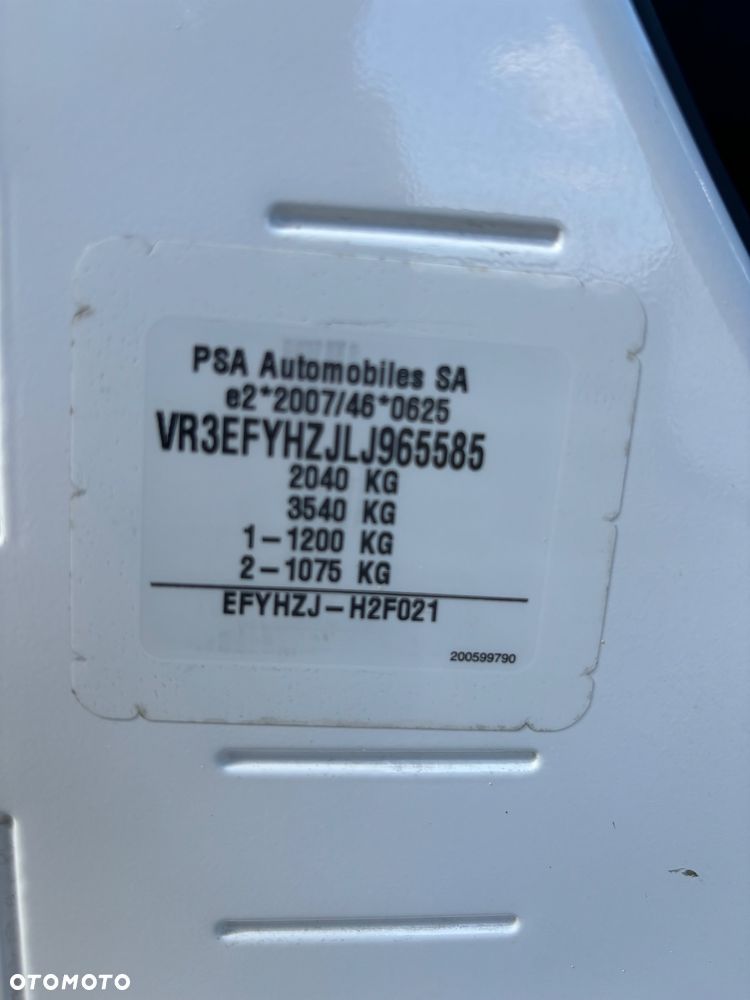 PSA Automobiles SA
e2*2007/46*0625
VR3EFYHZJLJ965585
2040 KG
3540 KG
1-1200 KG
2-1075 KG
EFYHZJ-H2F021
200599790
OTOMOTO